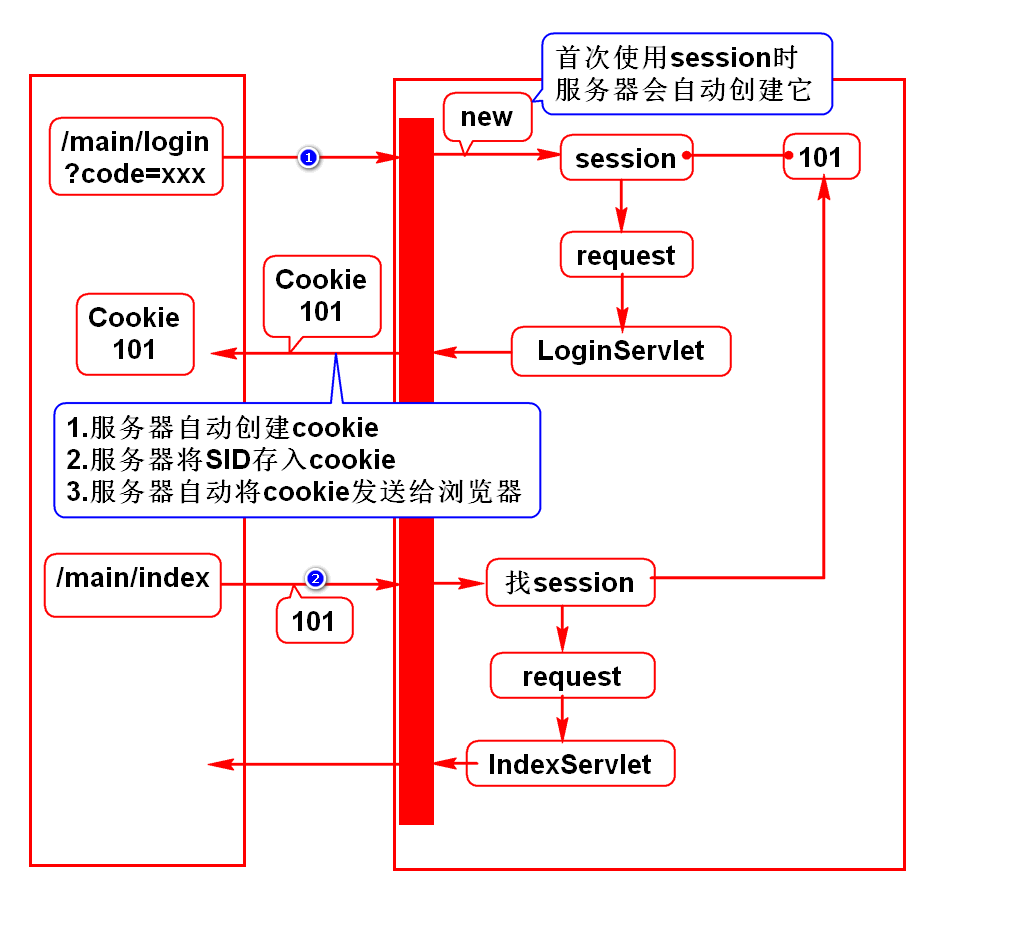 首次使用session时
服务器会自动创建它
new
/main/login
?code=xxx
1
session
101
request
Cookie
101
Cookie
101
LoginServlet
1.服务器自动创建cookie
2.服务器将SID存入cookie
3.服务器自动将cookie发送给浏览器
/main/index
2
101
找session
request
IndexServlet